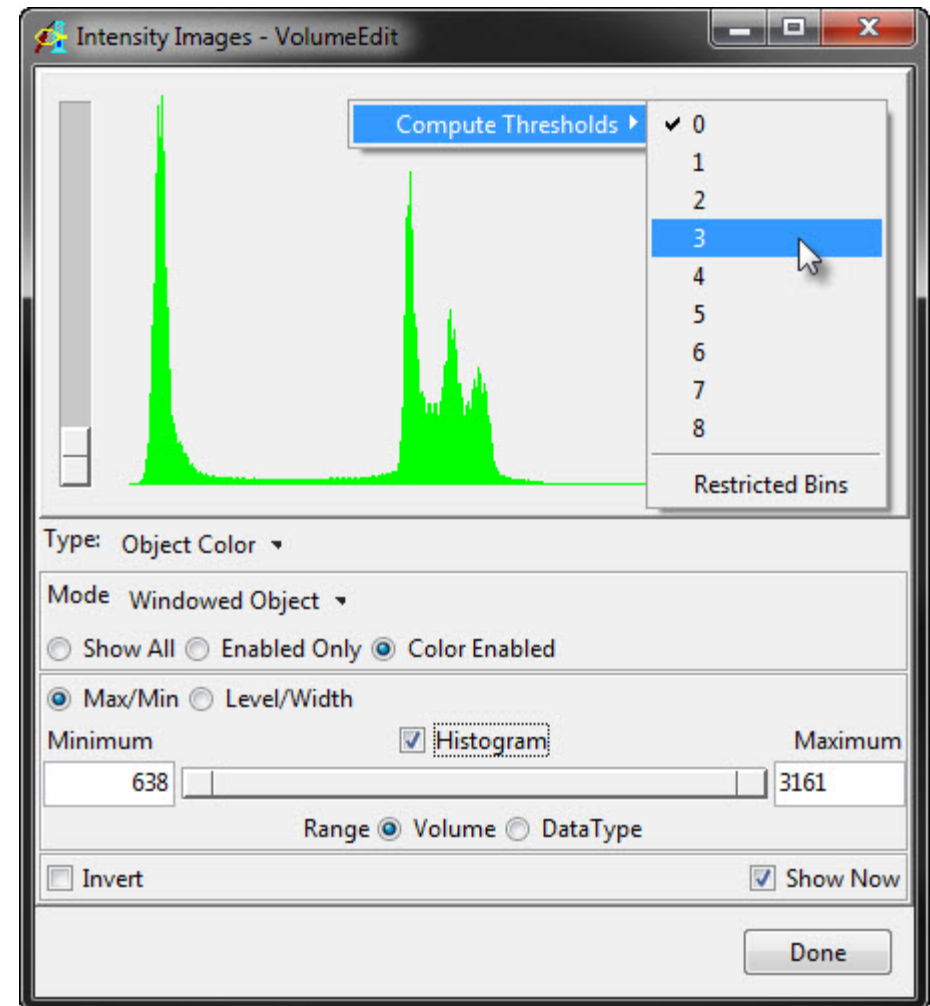 Intensity Images - VolumeEdit
Compute Thresholds
0
1
2
3
4
5
6
7
8
Restricted Bins
Type: Object Color
Mode Windowed Object
Show All Enabled Only Color Enabled
Max/Min Level/Width
Minimum Histogram Maximum
638 3161
Range Volume DataType
Invert Show Now
Done